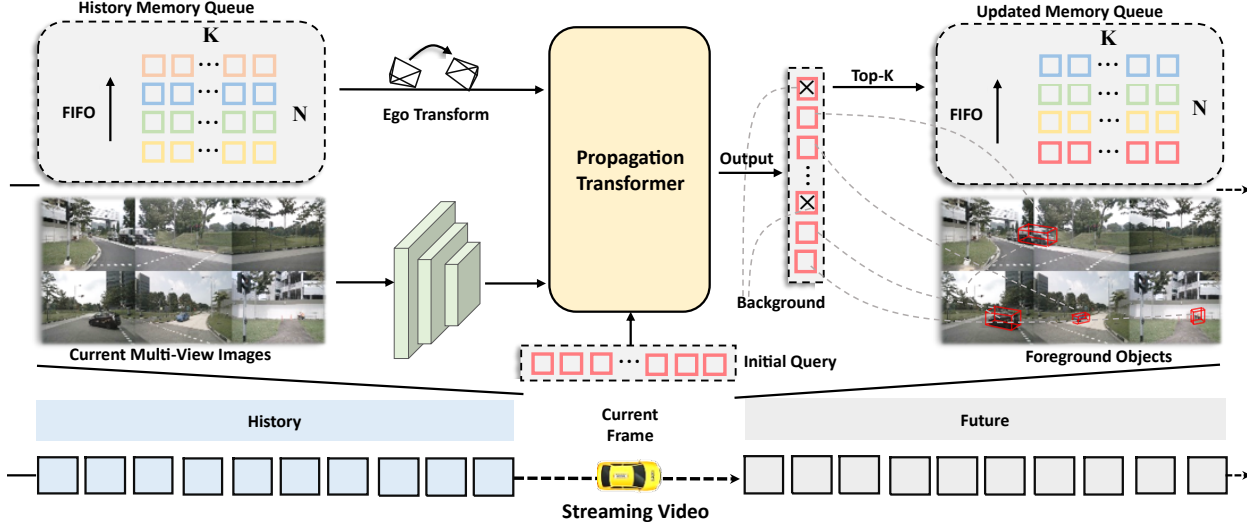 History Memory Queue
K
FIFO
N
Ego Transform
Propagation
Transformer
Output
Top-K
Updated Memory Queue
K
FIFO
N
Current Multi-View Images
Background
Foreground Objects
Initial Query
History
Current
Frame
Future
Streaming Video